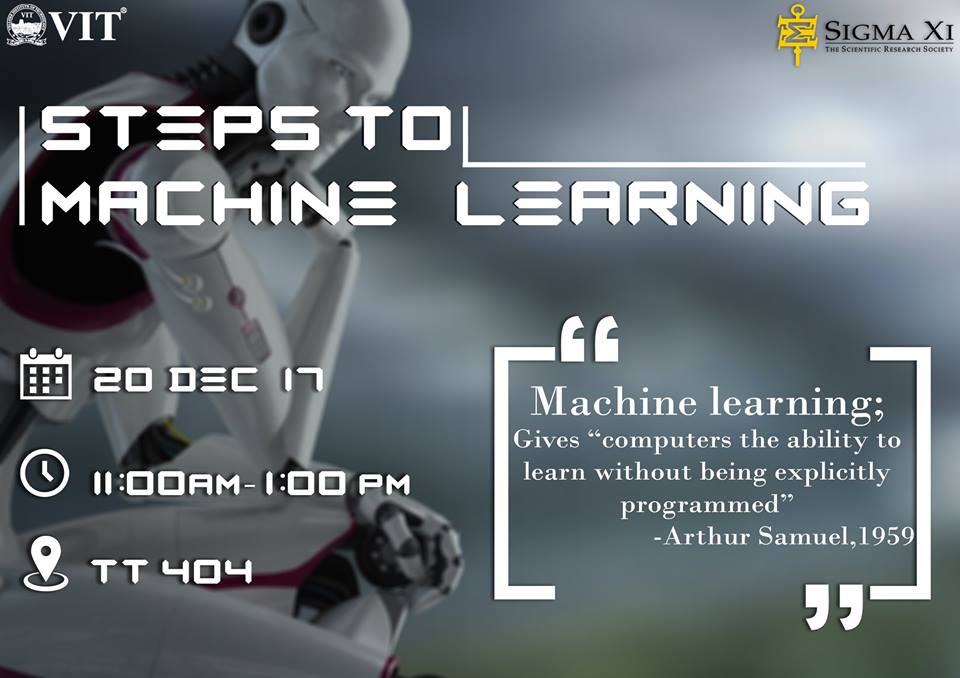 VIT®
SIGMA XI
THE SCIENTIFIC RESEARCH SOCIETY
STEPS TO
MACHINE LEARNING
20 DEC 17
11:00AM-1:00 PM
TT 404
“
Machine learning;
Gives “computers the ability to
learn without being explicitly
programmed”
-Arthur Samuel,1959
”